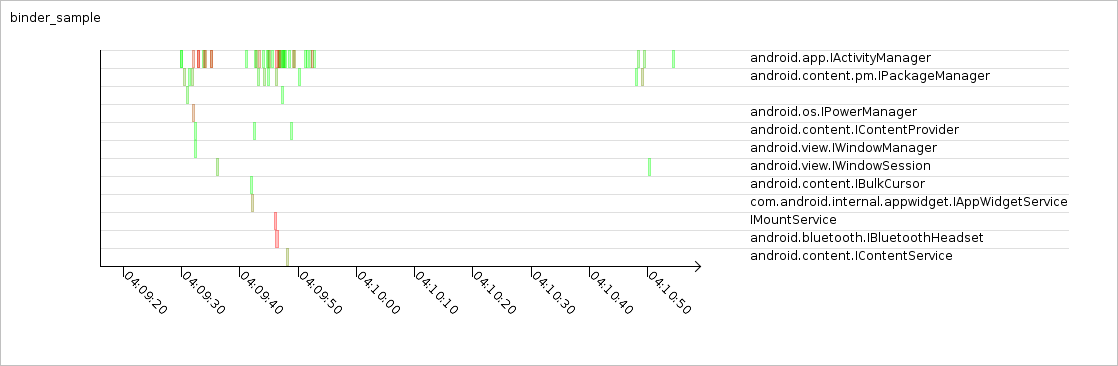 binder_sample
android.app.IActivityManager
android.content.pm.IPackageManager
android.os.IPowerManager
android.content.IContentProvider
android.view.IWindowManager
android.view.IWindowSession
android.content.IBulkCursor
com.android.internal.appwidget.IAppWidgetService
IMountService
android.bluetooth.IBluetoothHeadset
android.content.IContentService
04:09:20
04:09:30
04:09:40
04:09:50
04:10:00
04:10:10
04:10:20
04:10:30
04:10:40
04:10:50